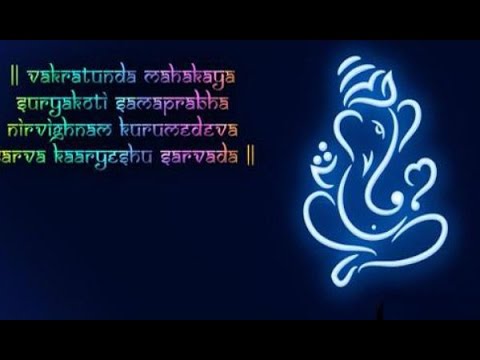 || Vakratunda Mahakaya
Suryakoti Samaprabha
Nirvighnam Kurumedeva
arva Kaaryeshu Sarvada ||